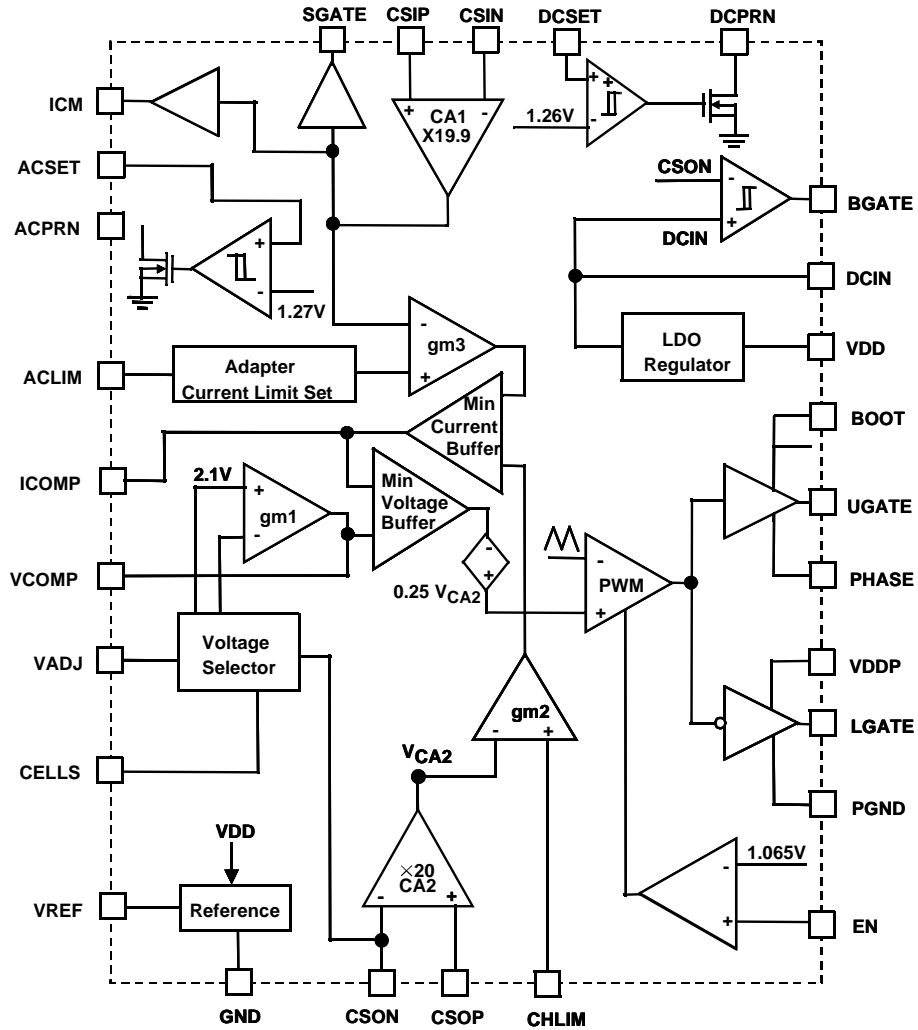 SGATE CSIP CSIN DCSET DCPRN
ICM
ACSET
ACPRN
+ -
CA1
X19.9
+ +
-
1.26V
CSON
-
+
DCIN
BGATE
DCIN
+
-
1.27V
LDO
Regulator
VDD
ACLIM
Adapter
Current Limit Set
-
gm3
+
Min
Current
Buffer
BOOT
UGATE
PHASE
ICOMP
2.1V
+
gm1
-
Min
Voltage
Buffer
VCOMP
-
+
0.25 VCA2
-
PWM
+
VADJ
Voltage
Selector
VDDP
LGATE
PGND
gm2
- +
CELLS
VCA2
VDD
×20
CA2
- +
1.065V
-
+
EN
VREF
Reference
GND CSON CSOP CHLIM